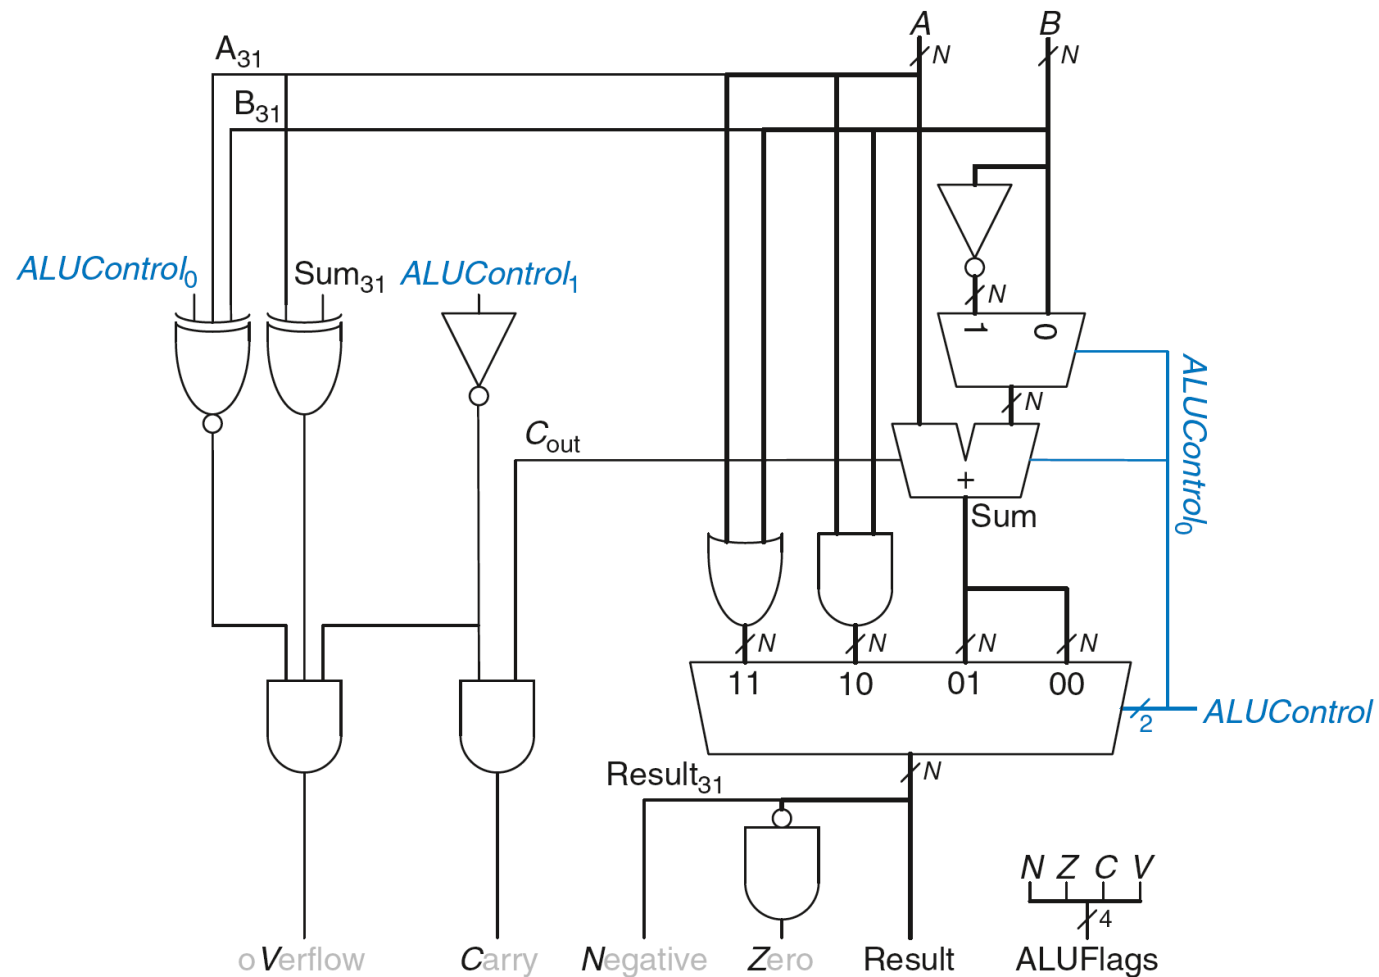 A B
A31 N N
B31
ALUControl0 Sum31 ALUControl1 N
1 0
N
ALUControl0
Cout
+
Sum
N N N N
11 10 01 00
2 ALUControl
Result31 N
N Z C V
4
oVerflow Carry Negative Zero Result ALUFlags